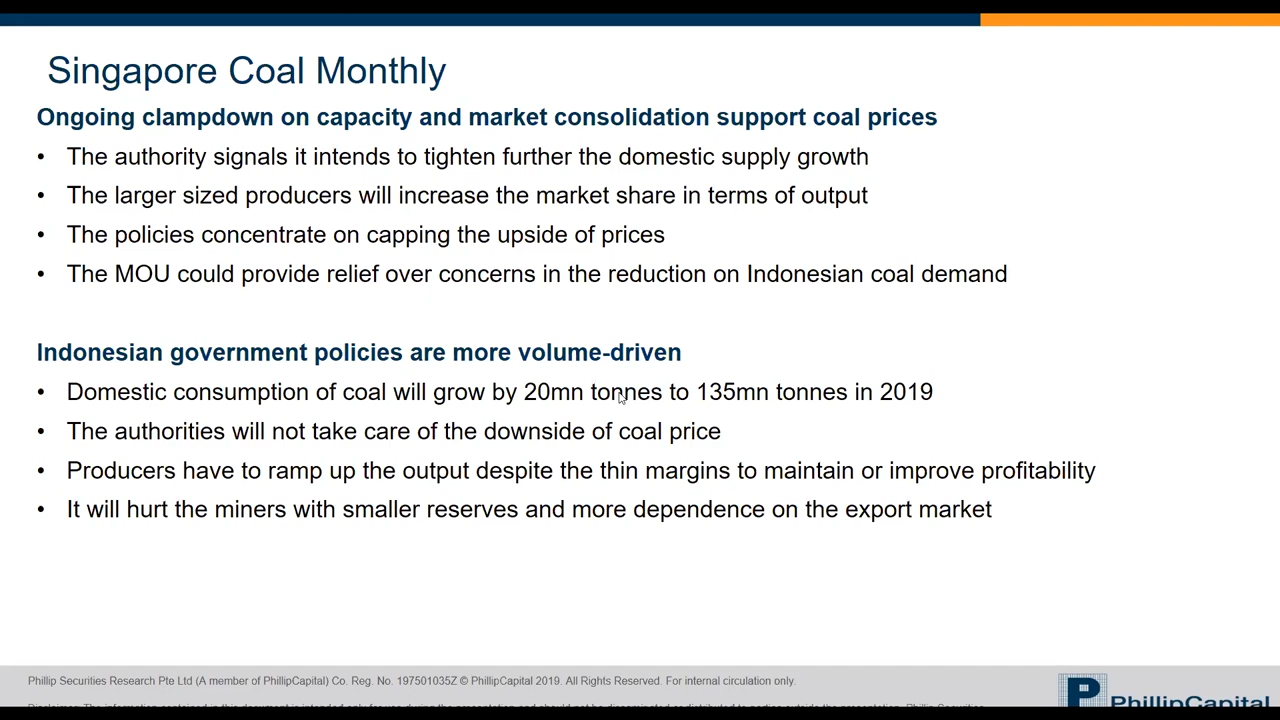 Singapore Coal Monthly
Ongoing clampdown on capacity and market consolidation support coal prices
• The authority signals it intends to tighten further the domestic supply growth
• The larger sized producers will increase the market share in terms of output
• The policies concentrate on capping the upside of prices
• The MOU could provide relief over concerns in the reduction on Indonesian coal demand
Indonesian government policies are more volume-driven
• Domestic consumption of coal will grow by 20mn tonnes to 135mn tonnes in 2019
• The authorities will not take care of the downside of coal price
• Producers have to ramp up the output despite the thin margins to maintain or improve profitability
• It will hurt the miners with smaller reserves and more dependence on the export market
Phillip Securities Research Pte Ltd (A member of PhillipCapital) Co. Reg. No. 197501035Z © PhillipCapital 2019. All Rights Reserved. For internal circulation only.
PhillipCapital